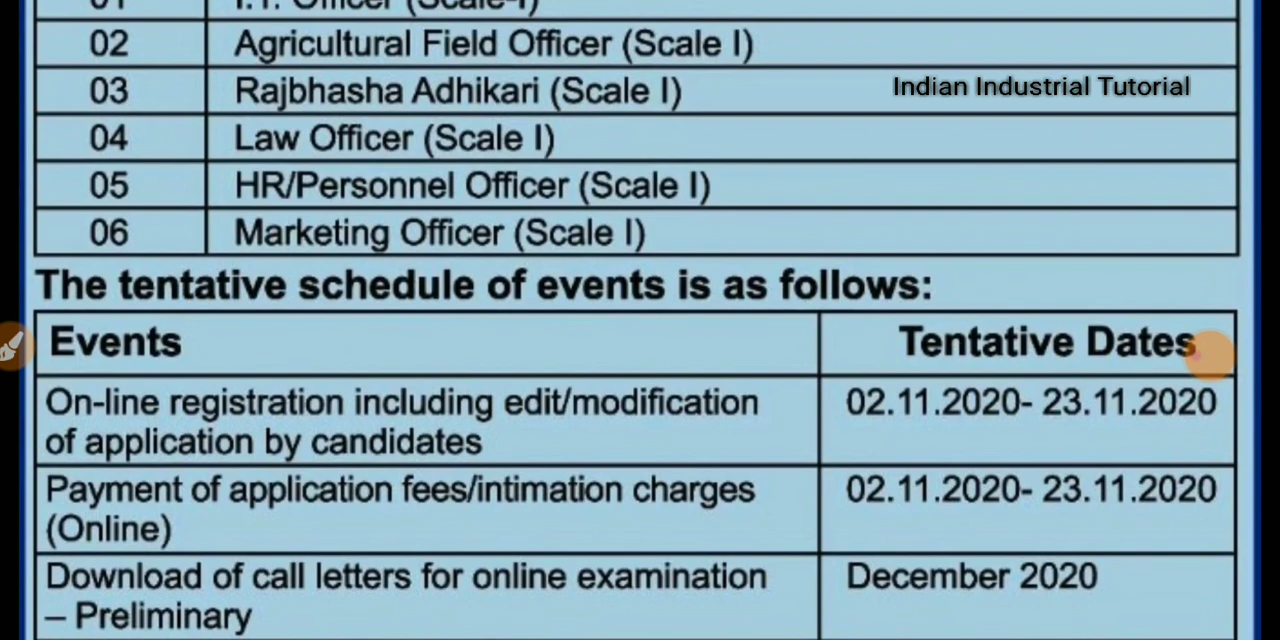 01 I.T. Officer (Scale-I)
02 Agricultural Field Officer (Scale I)
03 Rajbhasha Adhikari (Scale I)
Indian Industrial Tutorial
04 Law Officer (Scale I)
05 HR/Personnel Officer (Scale I)
06 Marketing Officer (Scale I)
The tentative schedule of events is as follows:
Events Tentative Dates
On-line registration including edit/modification 02.11.2020- 23.11.2020
of application by candidates
Payment of application fees/intimation charges 02.11.2020- 23.11.2020
(Online)
Download of call letters for online examination December 2020
– Preliminary